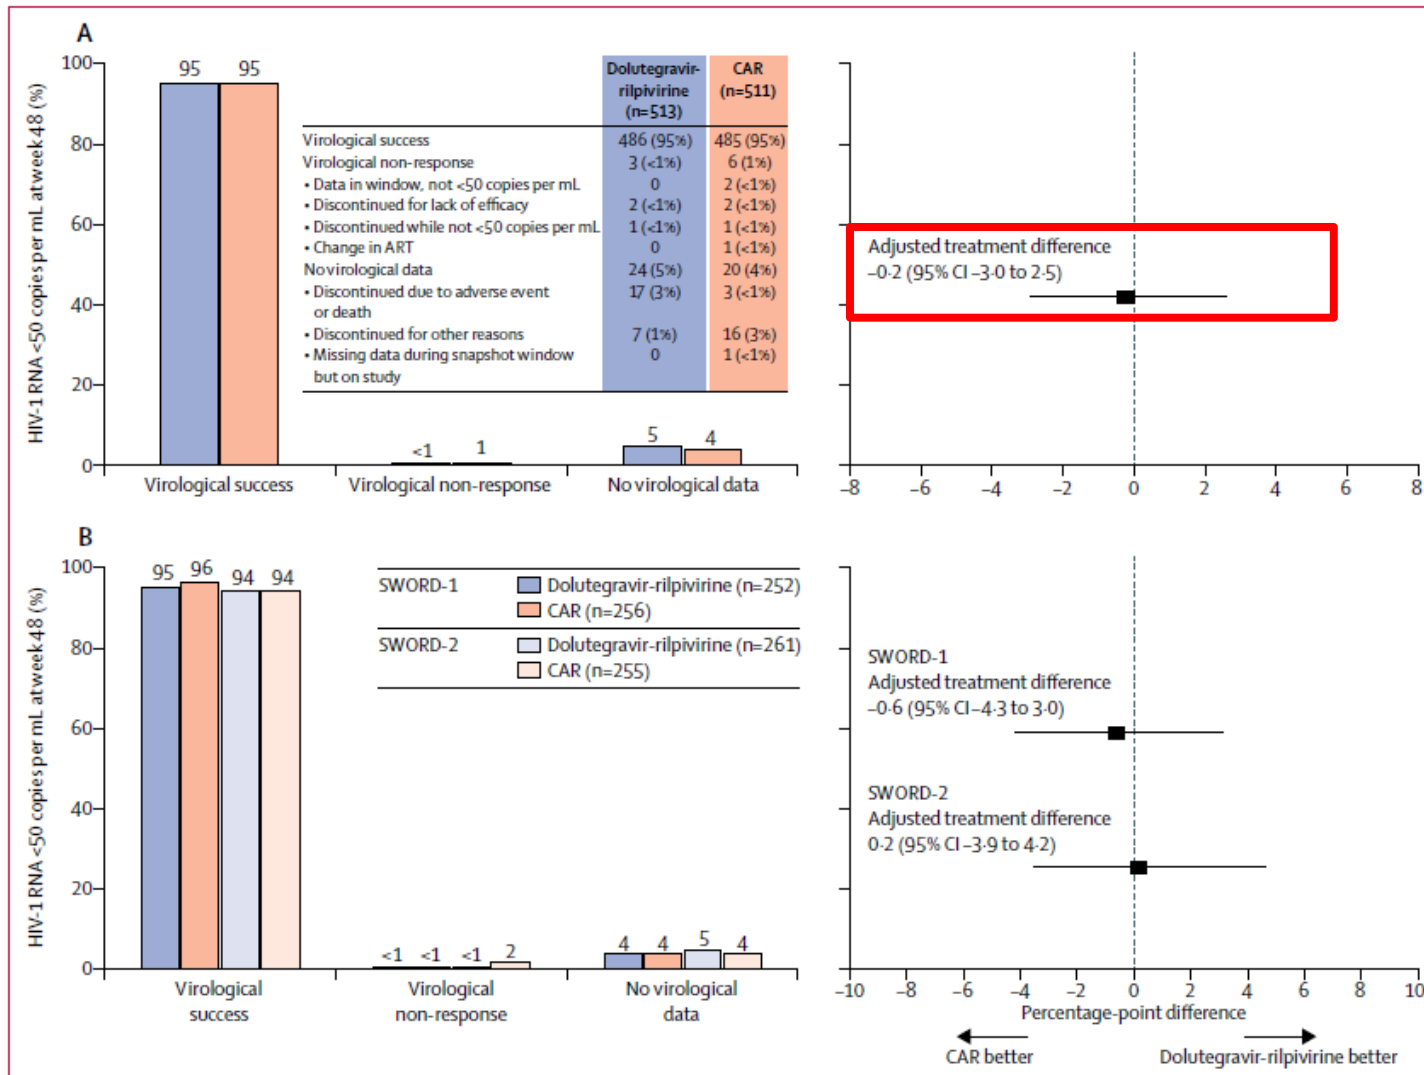 A
HIV-1 RNA <50 copies per mL at week 48 (%)
100
80
60
40
20
0
95 95
<1 1
5 4
Virological success Virological non-response No virological data
Dolutegravir-rilpivirine (n=513) CAR (n=511)
Virological success 486 (95%) 485 (95%)
Virological non-response 3 (<1%) 6 (1%)
• Data in window, not <50 copies per mL 0 2 (<1%)
• Discontinued for lack of efficacy 2 (<1%) 2 (<1%)
• Discontinued while not <50 copies per mL 1 (<1%) 1 (<1%)
• Change in ART 0 1 (<1%)
No virological data 24 (5%) 20 (4%)
• Discontinued due to adverse event 17 (3%) 3 (<1%)
or death
• Discontinued for other reasons 7 (1%) 16 (3%)
• Missing data during snapshot window 0 1 (<1%)
but on study
Adjusted treatment difference
–0·2 (95% CI –3·0 to 2·5)
–8 –6 –4 –2 0 2 4 6 8
B
HIV-1 RNA <50 copies per mL at week 48 (%)
100
80
60
40
20
0
95 96 94 94
<1 <1 <1 2
4 4 5 4
Virological
success
Virological
non-response
No virological
data
SWORD-1 Dolutegravir-rilpivirine (n=252)
CAR (n=256)
SWORD-2 Dolutegravir-rilpivirine (n=261)
CAR (n=255)
SWORD-1
Adjusted treatment difference
–0·6 (95% CI –4·3 to 3·0)
SWORD-2
Adjusted treatment difference
0·2 (95% CI –3·9 to 4·2)
–10 –8 –6 –4 –2 0 2 4 6 8 10
Percentage-point difference
CAR better Dolutegravir-rilpivirine better